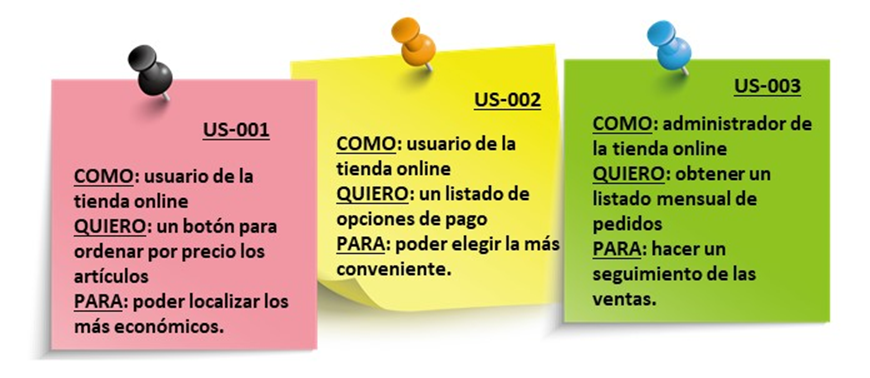 US-001
COMO: usuario de la
tienda online
QUIERO: un botón para
ordenar por precio los
artículos
PARA: poder localizar los
más económicos.
US-002
COMO: usuario de la
tienda online
QUIERO: un listado de
opciones de pago
PARA: poder elegir la más
conveniente.
US-003
COMO: administrador de
la tienda online
QUIERO: obtener un
listado mensual de
pedidos
PARA: hacer un
seguimiento de las
ventas.